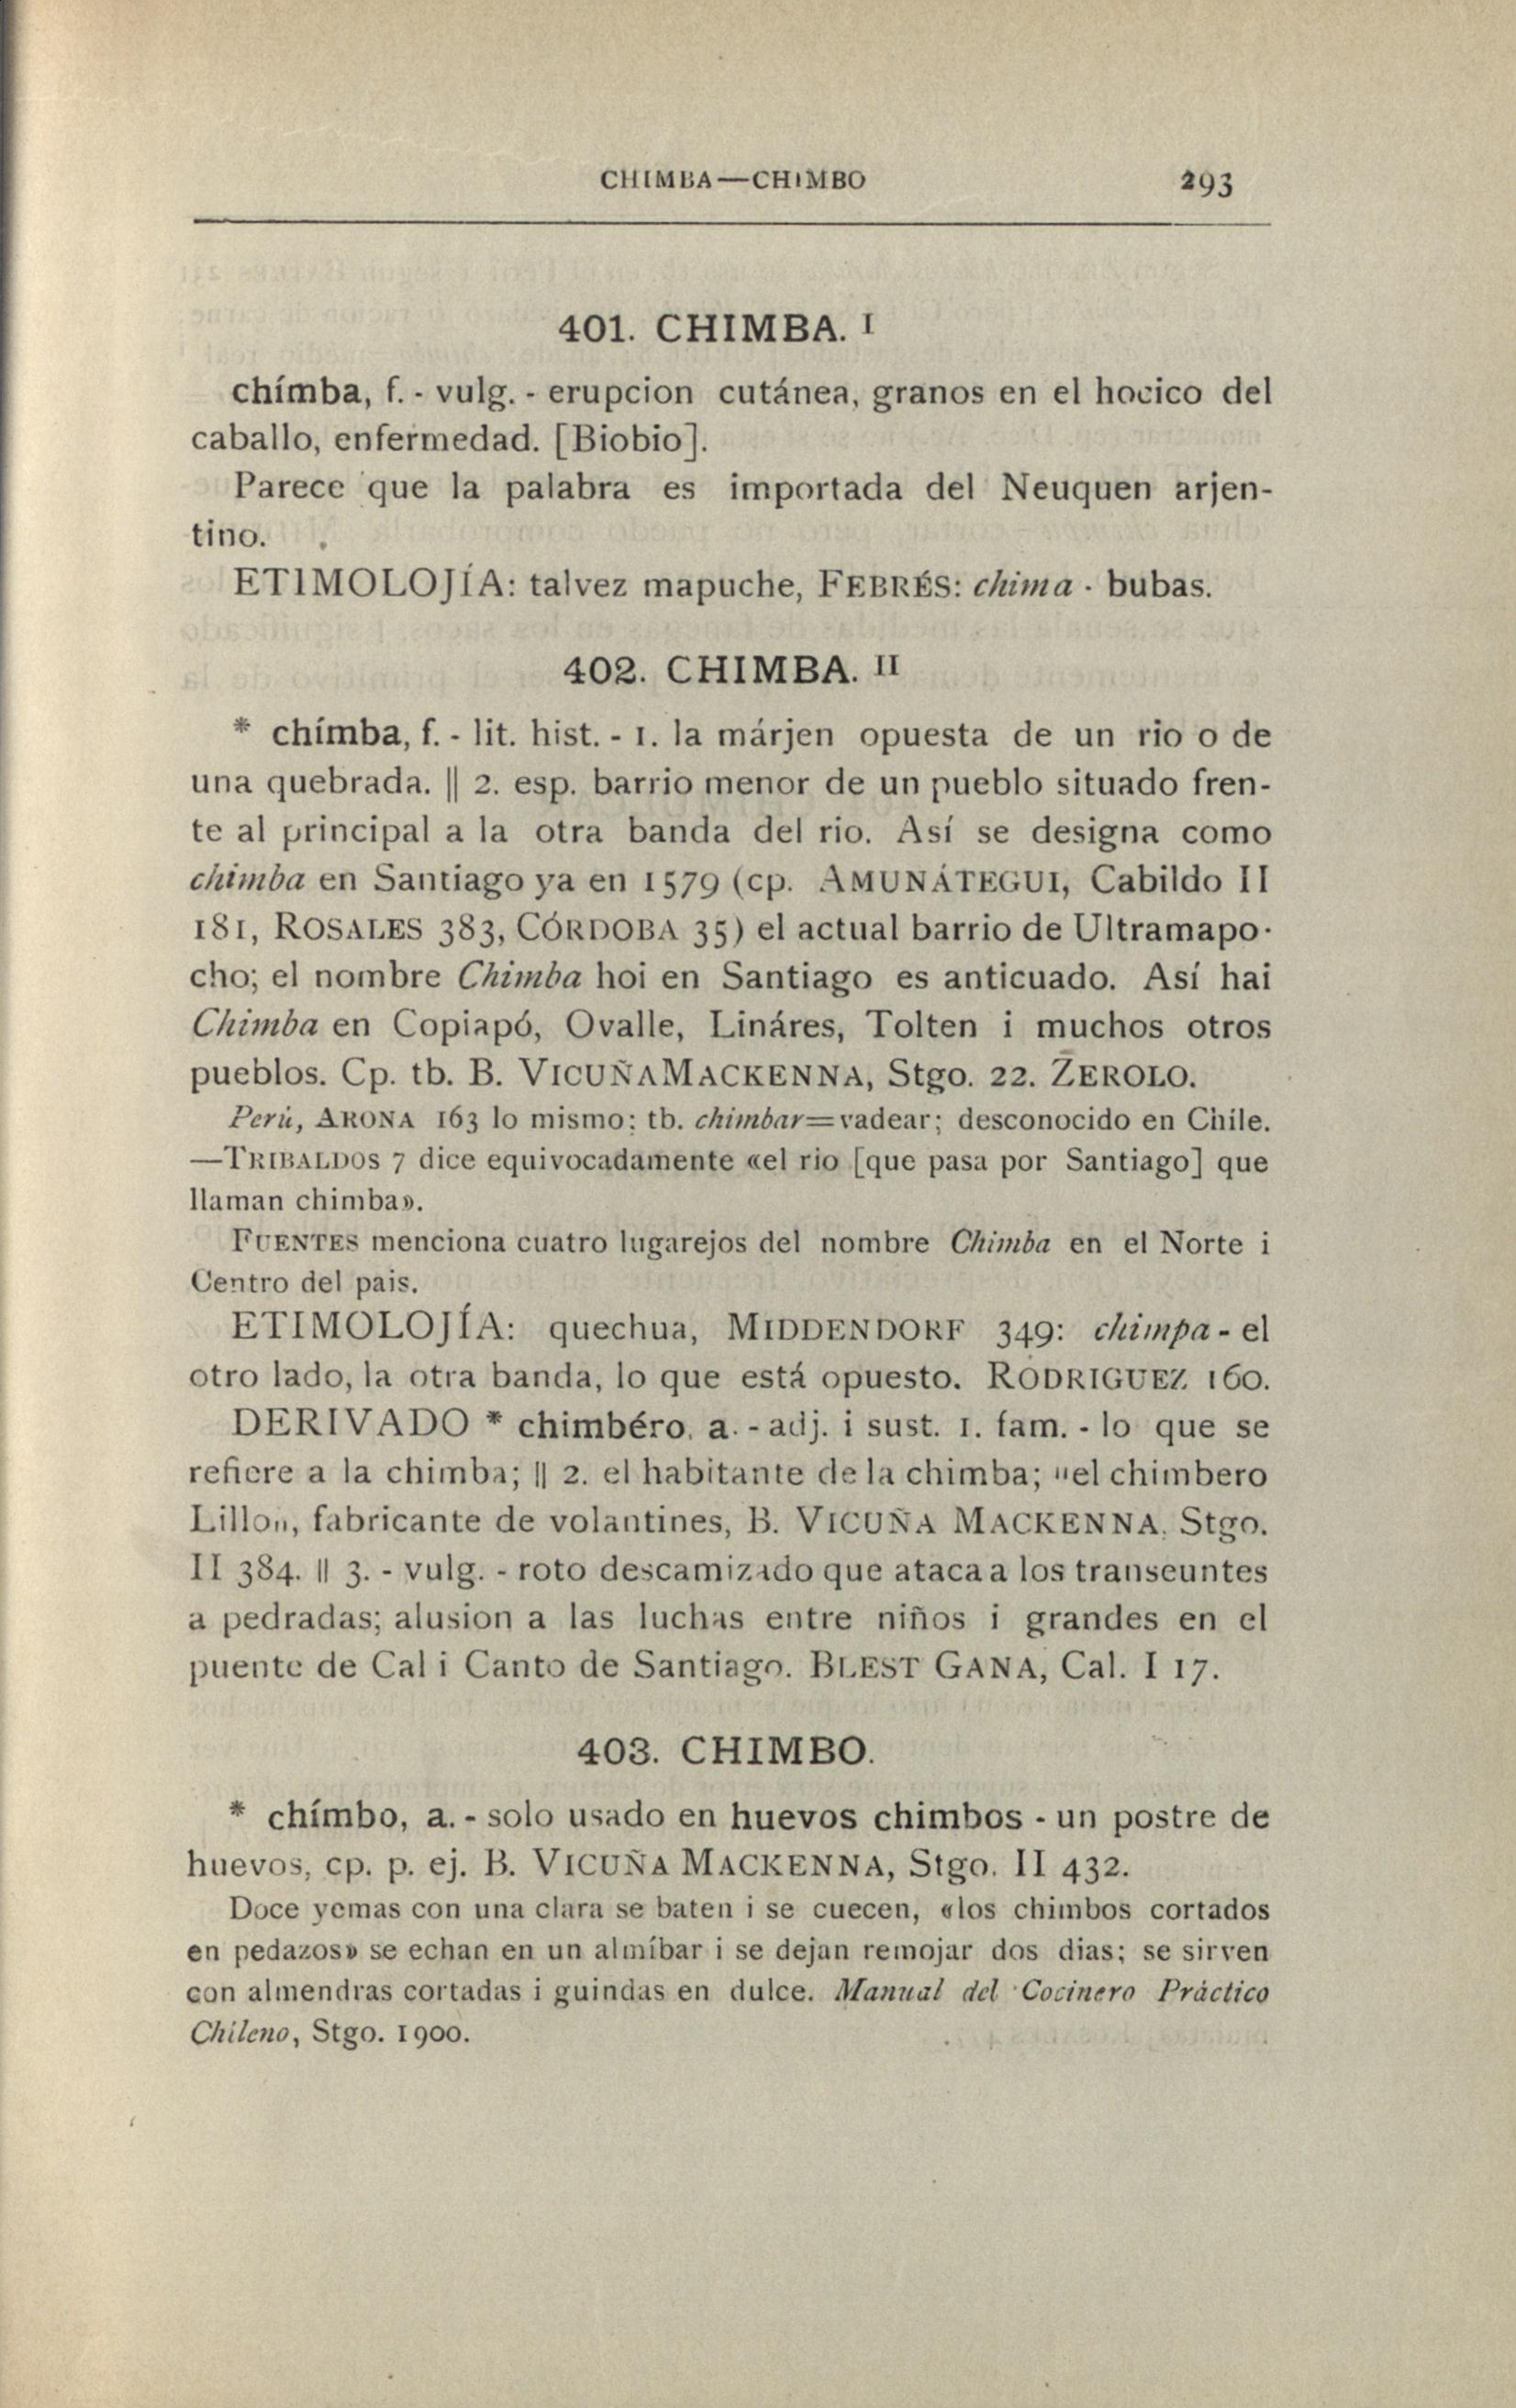 CHIMBA—CHIMBO 293
401. CHIMBA. I
chímba, f. - vulg. - erupcion cutánea, granos en el hocico del
caballo, enfermedad. [Biobio].
Parece que la palabra es importada del Neuquen arjen-
tino.
ETIMOLOJÍA: talvez mapuche, FEBRÉS: chima - bubas.
402. CHIMBA. II
* chímba, f. - lit. hist. - 1. la márjen opuesta de un rio o de
una quebrada. || 2. esp. barrio menor de un pueblo situado fren-
te al principal a la otra banda del rio. Así se designa como
chimba en Santiago ya en 1579 (cp. AMUNÁTEGUI, Cabildo II
181, ROSALES 383, CÓRDOBA 35) el actual barrio de Ultramapo-
cho; el nombre Chimba hoi en Santiago es anticuado. Así hai
Chimba en Copiapó, Ovalle, Lináres, Tolten i muchos otros
pueblos. Cp. tb. B. VICUÑAMACKENNA, Stgo. 22. ZEROLO.
Perú, ARONA 163 lo mismo; tb. chimbar=vadear; desconocido en Chile.
—TRIBALDOS 7 dice equivocadamente «el rio [que pasa por Santiago] que
llaman chimba».
FUENTES menciona cuatro lugarejos del nombre Chimba en el Norte i
Centro del pais.
ETIMOLOJÍA: quechua, MIDDENDORF 349: chimpa - el
otro lado, la otra banda, lo que está opuesto. RODRIGUEZ 160.
DERIVADO * chimbéro, a. - adj. i sust. 1. fam. - lo que se
refiere a la chimba; || 2. el habitante de la chimba; "el chimbero
Lillo", fabricante de volantines, B. VICUÑA MACKENNA, Stgo.
II 384. || 3. - vulg. - roto descamizado que ataca a los transeuntes
a pedradas; alusion a las luchas entre niños i grandes en el
puente de Cal i Canto de Santiago. BLEST GANA, Cal. I 17.
403. CHIMBO.
* chímbo, a. - solo usado en huevos chimbos - un postre de
huevos, cp. p. ej. B. VICUÑA MACKENNA, Stgo. II 432.
Doce yemas con una clara se baten i se cuecen, «los chimbos cortados
en pedazos» se echan en un almíbar i se dejan remojar dos dias; se sirven
con almendras cortadas i guindas en dulce. Manual del Cocinero Práctico
Chileno, Stgo. 1900.